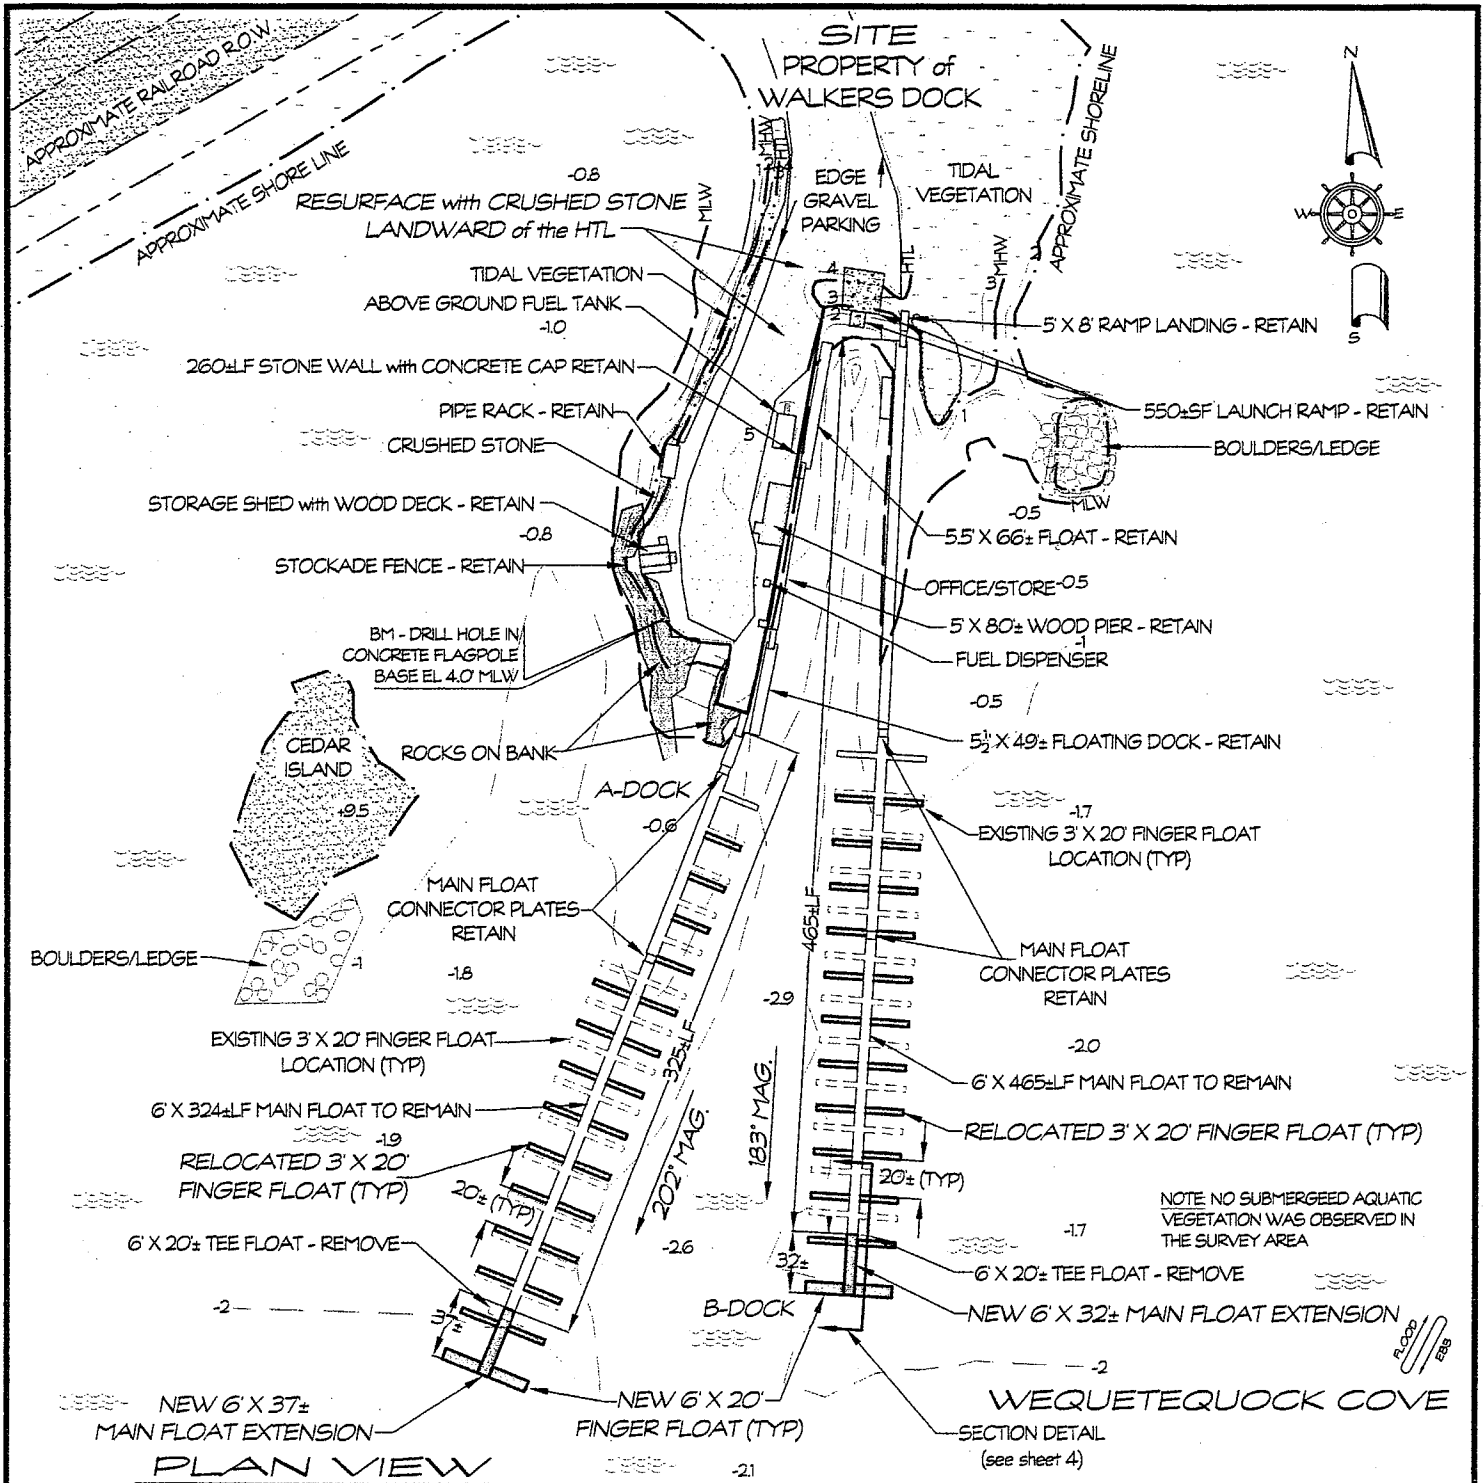 SITE
PROPERTY of
WALKERS DOCK
N
W
E
S
APPROXIMATE RAILROAD ROW
APPROXIMATE SHORE LINE
APPROXIMATE SHORELINE
MHW
HTL
MLW
-0.8
RESURFACE with CRUSHED STONE
LANDWARD of the HTL
EDGE
GRAVEL
PARKING
TIDAL
VEGETATION
HTL
MHW
3
2
4
3
2
TIDAL VEGETATION
ABOVE GROUND FUEL TANK
-1.0
5' X 8' RAMP LANDING - RETAIN
260±LF STONE WALL with CONCRETE CAP RETAIN
PIPE RACK - RETAIN
5
1
550±SF LAUNCH RAMP - RETAIN
CRUSHED STONE
BOULDERS/LEDGE
STORAGE SHED with WOOD DECK - RETAIN
MLW
-0.5
-0.8
5.5' X 66'± FLOAT - RETAIN
STOCKADE FENCE - RETAIN
OFFICE/STORE
-0.5
BM - DRILL HOLE IN
CONCRETE FLAGPOLE
BASE EL 4.0' MLW
5' X 80'± WOOD PIER - RETAIN
-1
FUEL DISPENSER
-0.5
CEDAR
ISLAND
+9.5
ROCKS ON BANK
5½' X 49'± FLOATING DOCK - RETAIN
A-DOCK
-0.6
-1.7
EXISTING 3' X 20' FINGER FLOAT
LOCATION (TYP)
MAIN FLOAT
CONNECTOR PLATES
RETAIN
465±LF
BOULDERS/LEDGE
-1
-1.8
MAIN FLOAT
CONNECTOR PLATES
RETAIN
-2.9
EXISTING 3' X 20' FINGER FLOAT
LOCATION (TYP)
325±LF
-2.0
6' X 324±LF MAIN FLOAT TO REMAIN
6' X 465±LF MAIN FLOAT TO REMAIN
-1.9
202° MAG.
183° MAG.
RELOCATED 3' X 20'
FINGER FLOAT (TYP)
RELOCATED 3' X 20' FINGER FLOAT (TYP)
20'± (TYP)
20'± (TYP)
NOTE: NO SUBMERGEED AQUATIC
VEGETATION WAS OBSERVED IN
THE SURVEY AREA
-1.7
6' X 20'± TEE FLOAT - REMOVE
-2.6
32'±
6' X 20'± TEE FLOAT - REMOVE
-2
37'±
B-DOCK
NEW 6' X 32'± MAIN FLOAT EXTENSION
FLOOD
EBB
-2
NEW 6' X 37'±
MAIN FLOAT EXTENSION
NEW 6' X 20'
FINGER FLOAT (TYP)
WEQUETEQUOCK COVE
SECTION DETAIL
(see sheet 4)
PLAN VIEW
-2.1